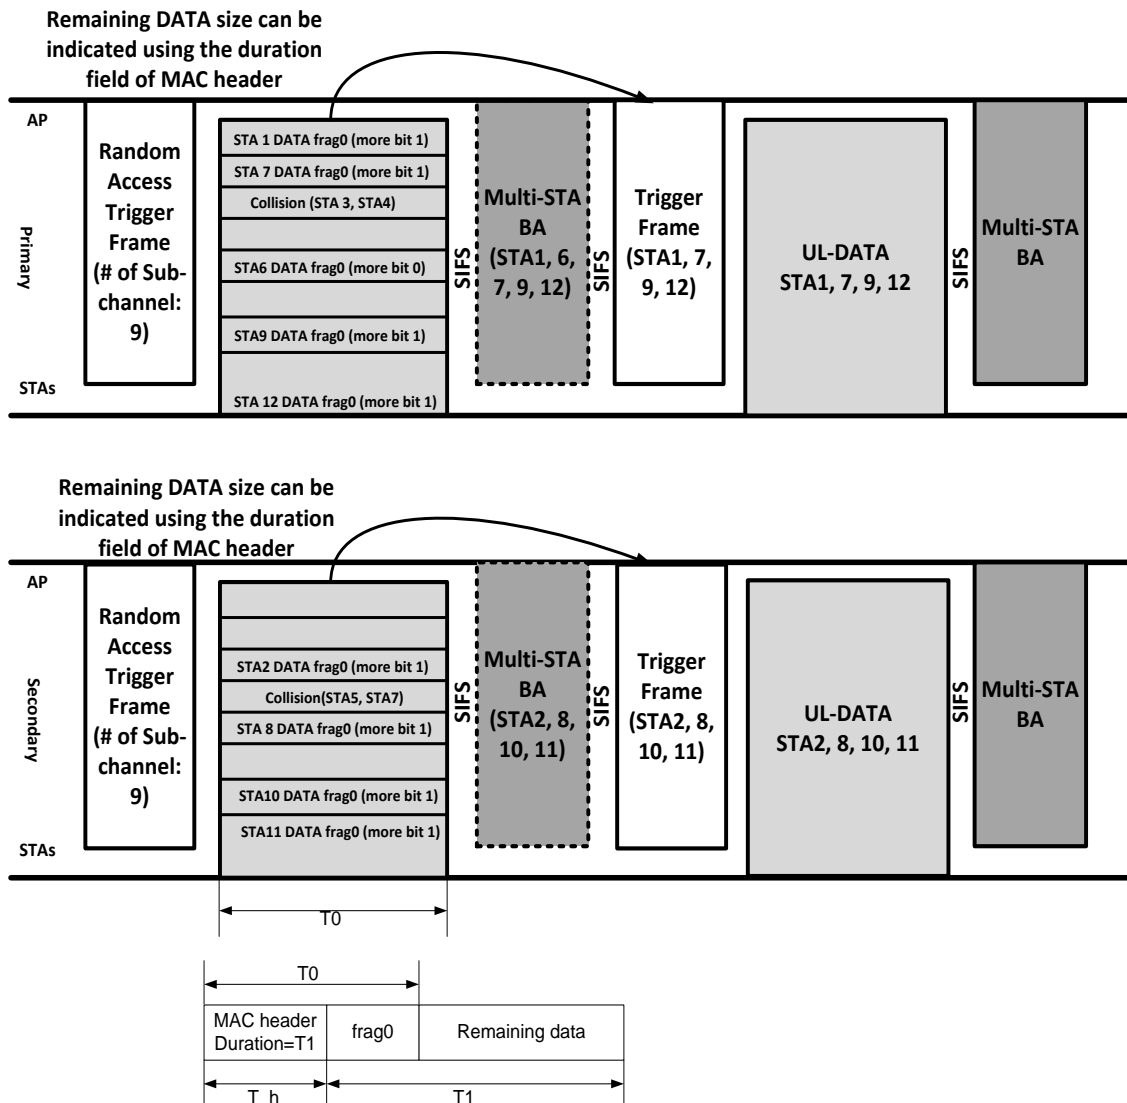 Remaining DATA size can be
indicated using the duration
field of MAC header
AP
Primary
STAs
Random
Access
Trigger
Frame
(# of Sub-
channel:
9)
STA 1 DATA frag0 (more bit 1)
STA 7 DATA frag0 (more bit 1)
Collision (STA 3, STA4)
STA6 DATA frag0 (more bit 0)
STA9 DATA frag0 (more bit 1)
STA 12 DATA frag0 (more bit 1)
SIFS
Multi-STA
BA
(STA1, 6,
7, 9, 12)
SIFS
Trigger
Frame
(STA1, 7,
9, 12)
UL-DATA
STA1, 7, 9, 12
SIFS
Multi-STA
BA
Remaining DATA size can be
indicated using the duration
field of MAC header
AP
Secondary
STAs
Random
Access
Trigger
Frame
(# of Sub-
channel:
9)
STA2 DATA frag0 (more bit 1)
Collision(STA5, STA7)
STA 8 DATA frag0 (more bit 1)
STA10 DATA frag0 (more bit 1)
STA11 DATA frag0 (more bit 1)
SIFS
Multi-STA
BA
(STA2, 8,
10, 11)
SIFS
Trigger
Frame
(STA2, 8,
10, 11)
UL-DATA
STA2, 8, 10, 11
SIFS
Multi-STA
BA
T0
T0
MAC header
Duration=T1
frag0
Remaining data
T_h
T1